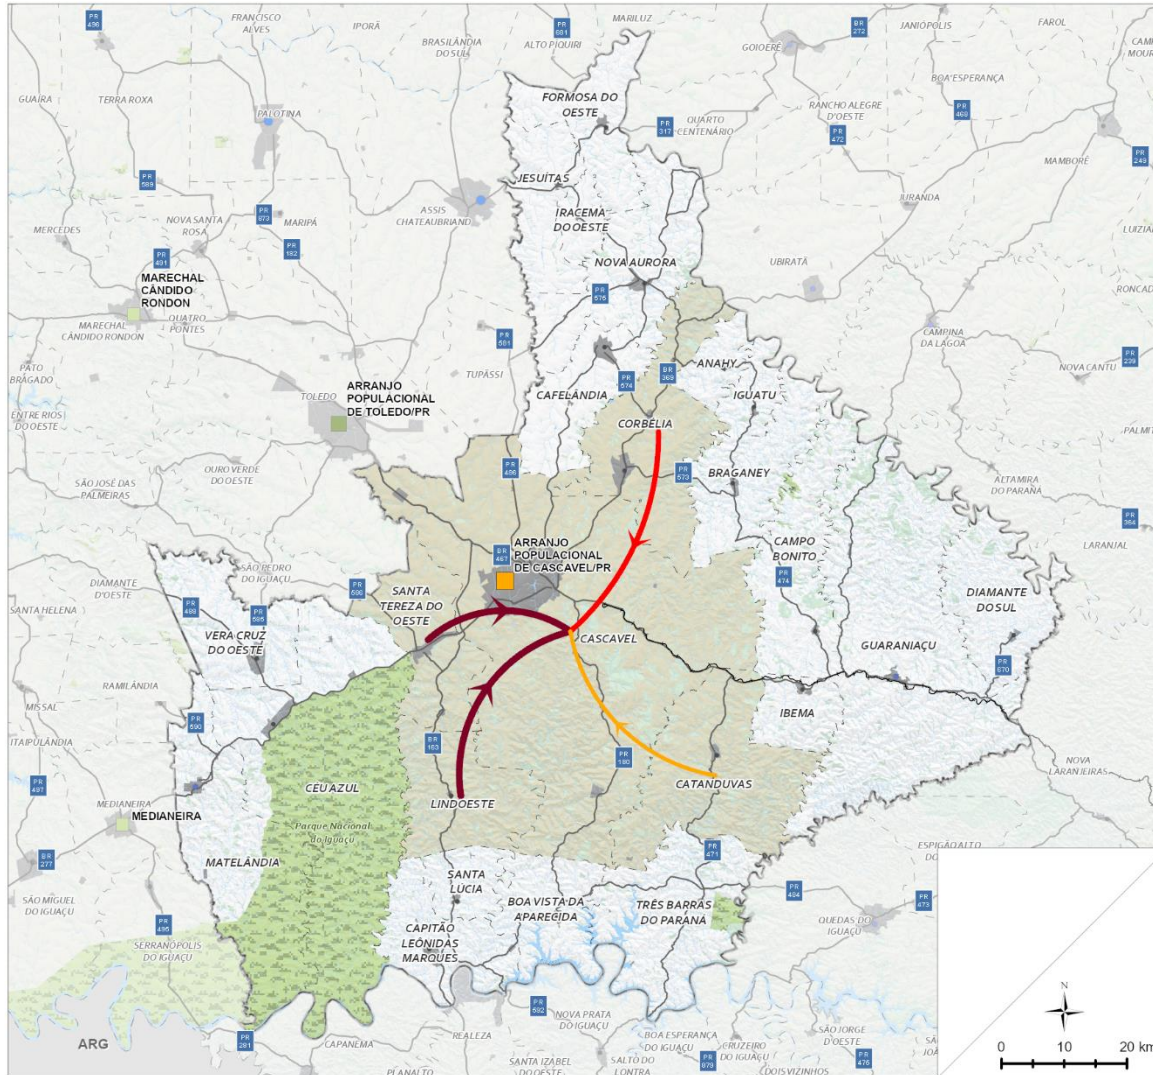 PR
490
FRANCISCO
ALVES
IPORÃ
BRASILÂNDIA
DO SUL
PR
681
MARILUZ
ALTO PIQUIRI
GOIOERÊ
BR
272
JANIÓPOLIS
FAROL
BOA ESPERANÇA
GUAÍRA
TERRA ROXA
PALOTINA
FORMOSA DO
OESTE
PR
317
QUARTO
CENTENÁRIO
RANCHO ALEGRE
D'OESTE
PR
472
PR
468
PR
249
MAMBORÊ
PR
589
JESUÍTAS
ASSIS
CHATEAUBRIAND
JURANDA
MERCEDES
NOVA SANTA
ROSA
PR
873
MARIPÁ
PR
182
IRACEMA
DO OESTE
PR
491
NOVA AURORA
UBIRATÃ
MARECHAL
CÂNDIDO
RONDON
MARECHAL
CÂNDIDO RONDON
QUATRO
PONTES
PR
575
PR
581
CAMPINA
DA LAGOA
PR
239
NOVA CANTU
PATO
BRAGADO
TUPÃSSI
ANAHY
PR
574
BR
369
CAFELÂNDIA
IGUATU
TOLEDO
ARRANJO
POPULACIONAL
DE TOLEDO/PR
ENTRE RIOS
DO OESTE
CORBÉLIA
OURO VERDE
DO OESTE
SÃO JOSÉ DAS
PALMEIRAS
PR
486
PR
573
BRAGANEY
ALTAMIRA
DO PARANÁ
PR
364
LARANJAL
CAMPO
BONITO
BR
467
ARRANJO
POPULACIONAL
DE CASCAVEL/PR
PR
474
SÃO PEDRO
DO IGUAÇU
DIAMANTE
D'OESTE
SANTA HELENA
PR
488
PR
585
PR
586
SANTA
TEREZA DO
OESTE
DIAMANTE
DO SUL
VERA CRUZ
DO OESTE
CASCAVEL
GUARANIAÇU
PR
670
RAMILÂNDIA
MISSAL
ITAIPULÂNDIA
PR
590
BR
163
IBEMA
PR
180
NOVA
LARANJEIRAS
PR
497
CÉU AZUL
LINDOESTE
CATANDUVAS
MEDIANEIRA
MEDIANEIRA
Parque Nacional
do Iguaçu
BR
277
MATELÂNDIA
PR
471
ESPIGÃO ALTO
SANTA
LÚCIA
BOA VISTA DA
APARECIDA
TRÊS BARRAS
DO PARANÁ
PR
484
PR
473
SÃO MIGUEL
DO IGUAÇU
PR
495
SERRANÓPOLIS
DO IGUAÇU
CAPITÃO
LEÔNIDAS
MARQUES
QUEDAS DO
IGUAÇU
PR
592
NOVA PRATA
DO IGUAÇU
ARG
PR
281
CAPANEMA
REALEZA
BOA ESPERANÇA
DO IGUAÇU
SÃO JORGE
PLANALTO
SANTA IZABEL
DO OESTE
SALTO DO
LONTRA
PR
879
CRUZEIRO
DO IGUAÇU
DOIS VIZINHOS
PR
475
N
0 10 20 km